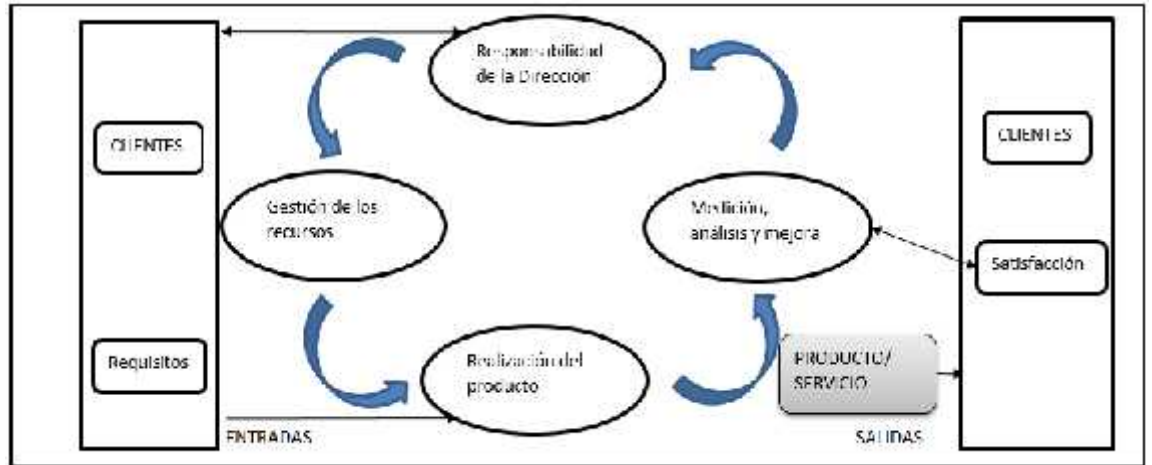 Responsabilidad
de la Dirección
CLIENTES
CLIENTES
Gestión de los
recursos
Medición,
análisis y mejora
Satisfacción
Requisitos
Realización del
producto
PRODUCTO/
SERVICIO
ENTRADAS
SALIDAS